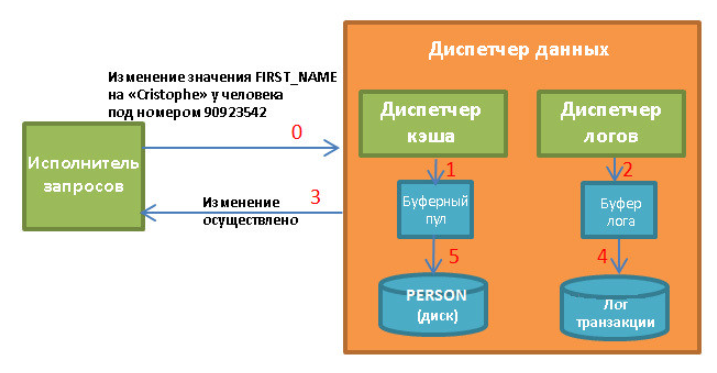 Диспетчер данных
Изменение значения FIRST_NAME
на «Cristophe» у человека
под номером 90923542
0
Диспетчер
кэша
Диспетчер
логов
Исполнитель
запросов
1
2
Изменение
осуществлено
3
Буферный
пул
Буфер
лога
5
4
PERSON
(диск)
Лог
транзакции